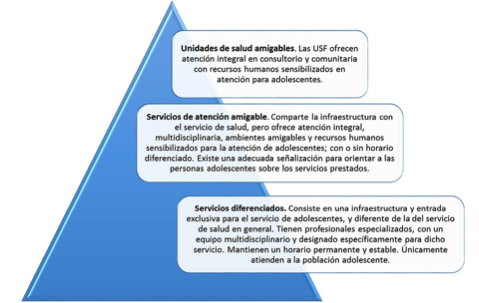 Unidades de salud amigables. Las USF ofrecen
atención integral en consultorio y comunitaria
con recursos humanos sensibilizados en
atención para adolescentes.
Servicios de atención amigable. Comparte la infraestructura con
el servicio de salud, pero ofrece atención integral,
multidisciplinaria, ambientes amigables y recursos humanos
sensibilizados para la atención de adolescentes; con o sin horario
diferenciado. Existe una adecuada señalización para orientar a las
personas adolescentes sobre los servicios prestados.
Servicios diferenciados. Consiste en una infraestructura y entrada
exclusiva para el servicio de adolescentes, y diferente de la del servicio
de salud en general. Tienen profesionales especializados, con un
equipo multidisciplinario y designado específicamente para dicho
servicio. Mantienen un horario permanente y estable. Únicamente
atienden a la población adolescente.